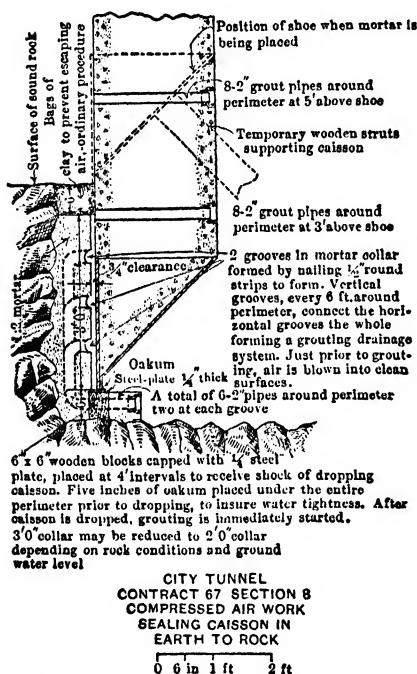 Position of shoe when mortar is
being placed
8-2" grout pipes around
perimeter at 5' above shoe
Temporary wooden struts
supporting caisson
8-2" grout pipes around
perimeter at 3' above shoe
2 grooves in mortar collar
formed by nailing ½" round
strips to form. Vertical
grooves, every 6 ft. around
perimeter, connect the hori-
zontal grooves the whole
forming a grouting drainage
system. Just prior to grout-
ing, air is blown into clean
surfaces.
Surface of sound rock
Bags of
clay to prevent escaping
air,-ordinary procedure
¾" clearance
1-2 mortar
Oakum
Steel-plate ¼" thick
A total of 6-2" pipes around perimeter
two at each groove
6" x 6" wooden blocks capped with ¼ steel
plate, placed at 4' intervals to receive shock of dropping
caisson. Five inches of oakum placed under the entire
perimeter prior to dropping, to insure water tightness. After
caisson is dropped, grouting is immediately started.
3'0" collar may be reduced to 2'0" collar
depending on rock conditions and ground
water level
CITY TUNNEL
CONTRACT 67 SECTION 8
COMPRESSED AIR WORK
SEALING CAISSON IN
EARTH TO ROCK
0 6 in 1 ft 2 ft